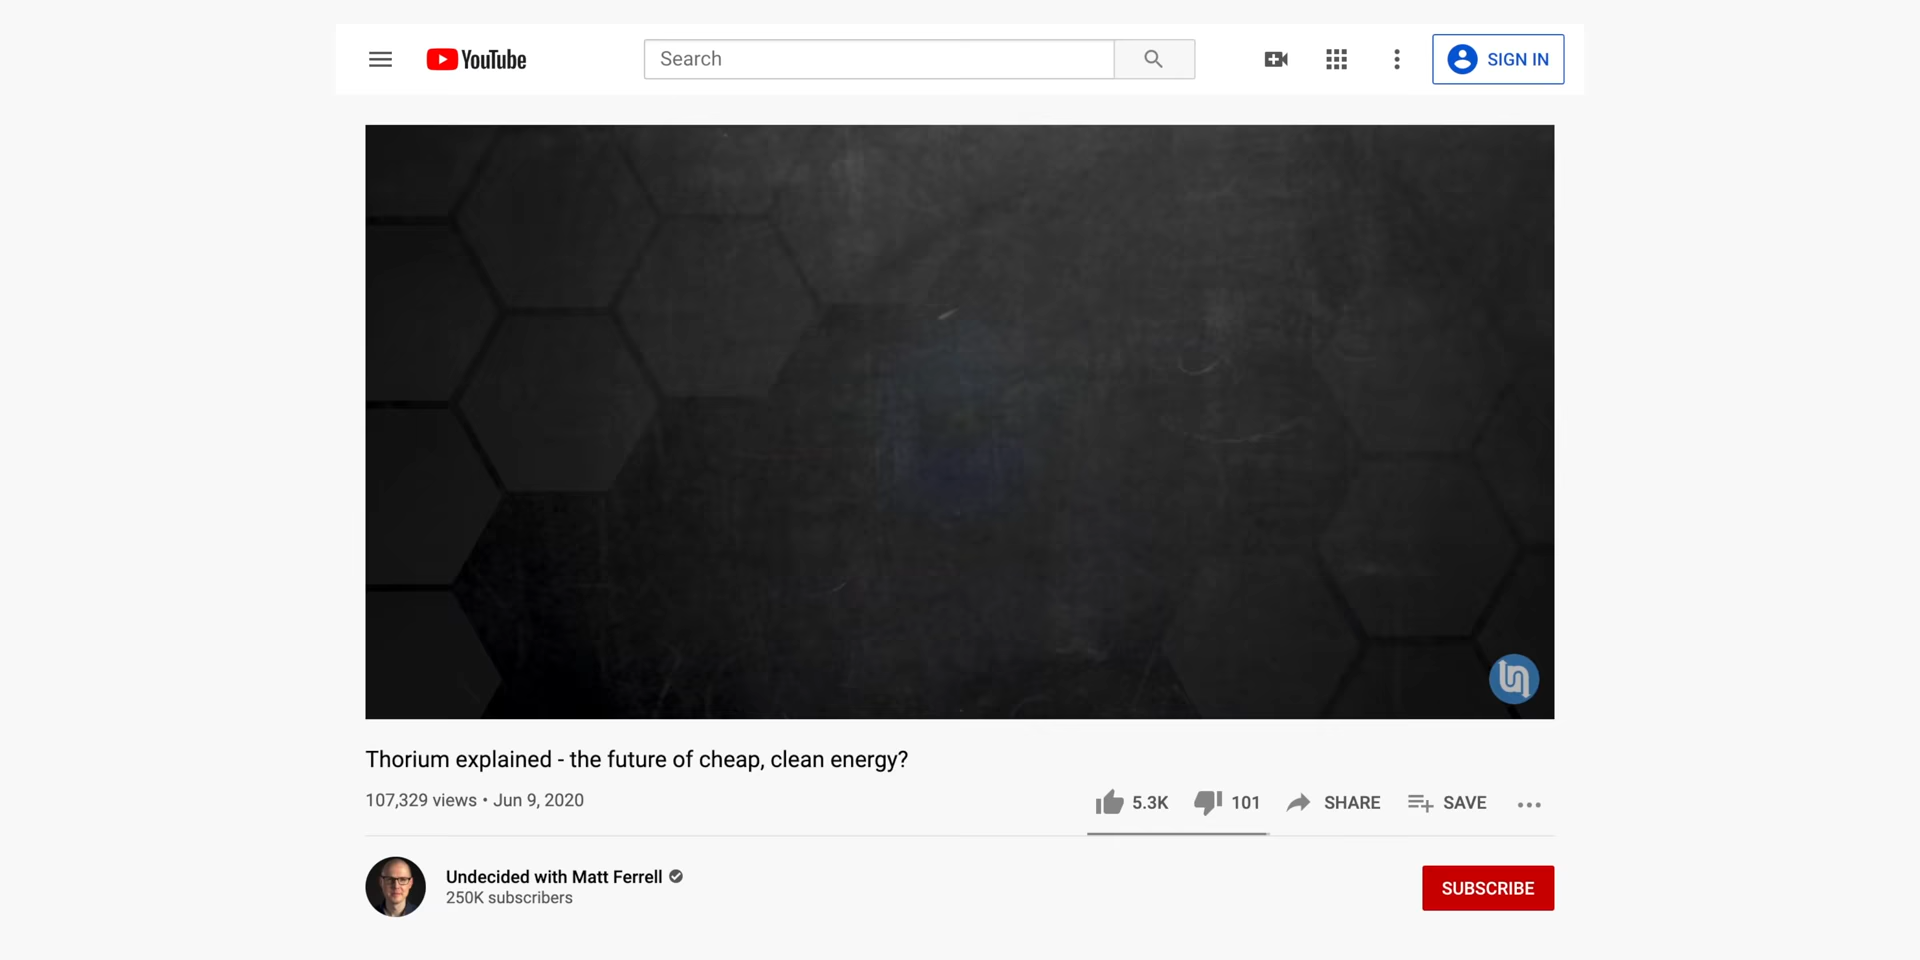 YouTube
Search
SIGN IN
Thorium explained - the future of cheap, clean energy?
107,329 views • Jun 9, 2020
5.3K
101
SHARE
SAVE
Undecided with Matt Ferrell
250K subscribers
SUBSCRIBE